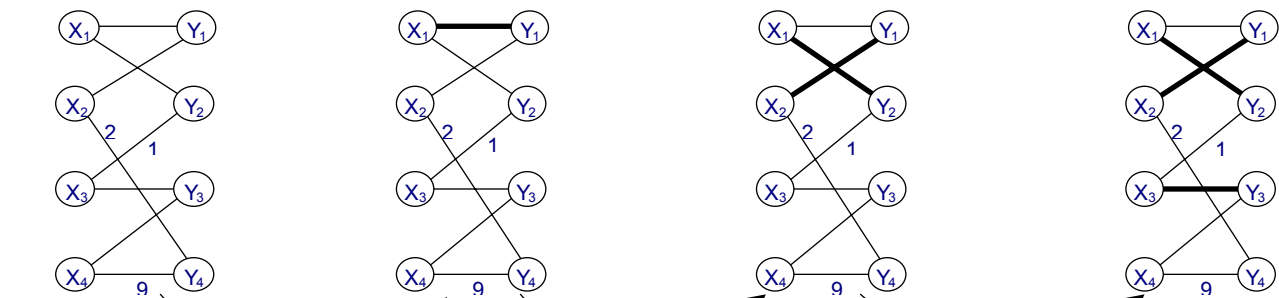 X1 Y1 X1 Y1 X1 Y1 X1 Y1
X2 Y2 X2 Y2 X2 Y2 X2 Y2
2 2 2 2
1 1 1 1
X3 Y3 X3 Y3 X3 Y3 X3 Y3
X4 Y4 X4 Y4 X4 Y4 X4 Y4
9 9 9 9